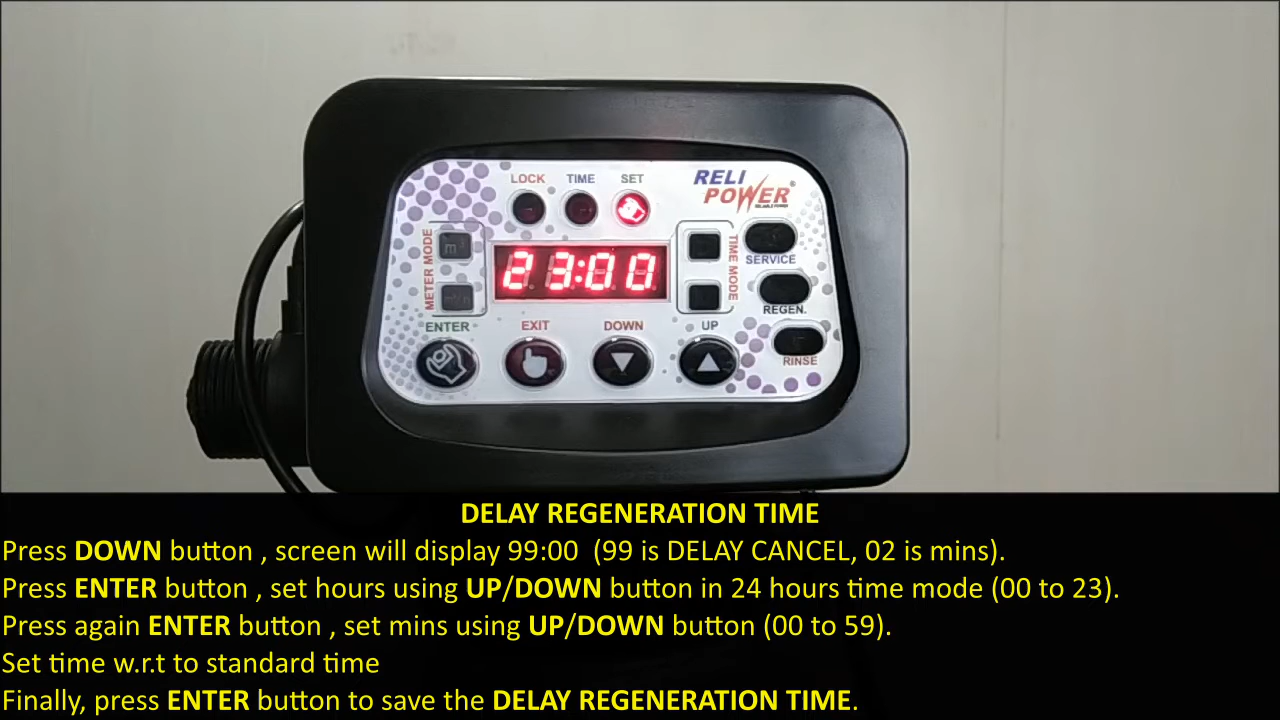 LOCK TIME SET
RELI
POWER
RELIABLE POWER
METER MODE
m³
TIME MODE
23:00
SERVICE
REGEN.
RINSE
ENTER EXIT DOWN UP
DELAY REGENERATION TIME
Press DOWN button , screen will display 99:00 (99 is DELAY CANCEL, 02 is mins).
Press ENTER button , set hours using UP/DOWN button in 24 hours time mode (00 to 23).
Press again ENTER button , set mins using UP/DOWN button (00 to 59).
Set time w.r.t to standard time
Finally, press ENTER button to save the DELAY REGENERATION TIME.